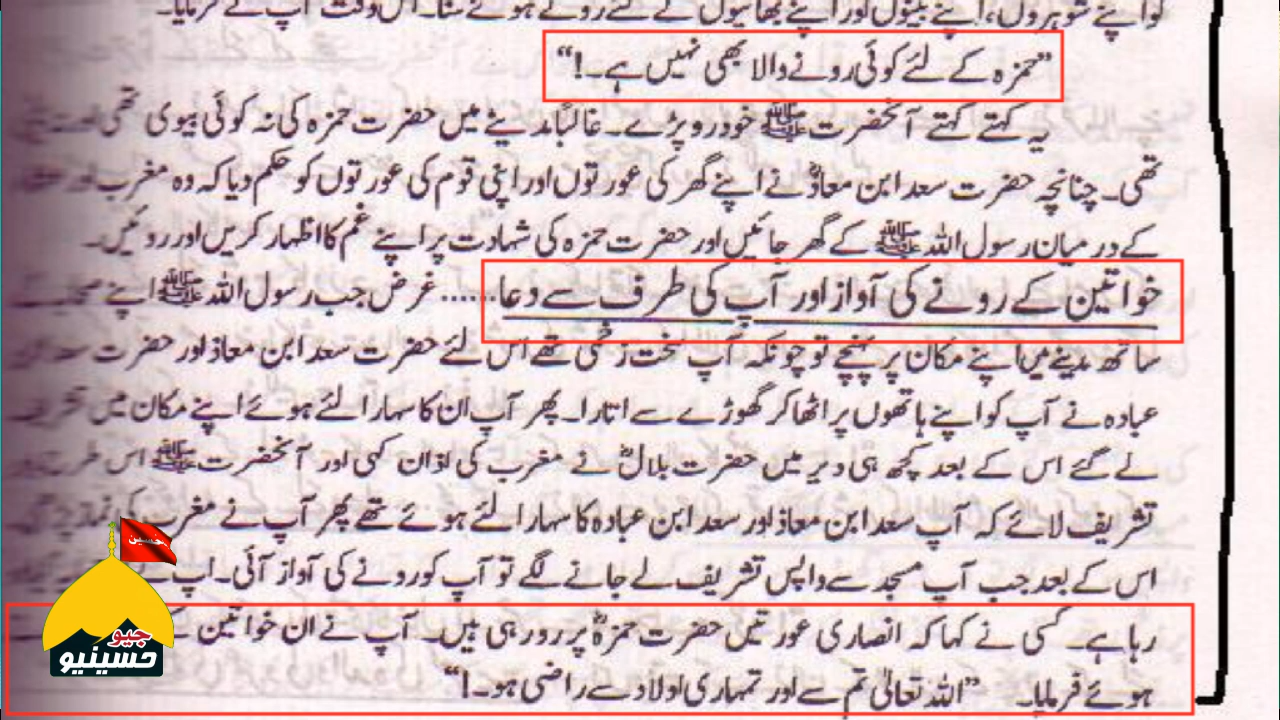 کو اپنے شوہروں، اپنے بیٹوں اور اپنے بھائیوں کے لئے روتے ہوئے سنا۔ اس وقت آپ نے فرمایا۔
”حمزہ کے لئے کوئی رونے والا بھی نہیں ہے۔!“
یہ کہتے کہتے آنحضرت ﷺ خود رو پڑے۔ غالباً مدینے میں حضرت حمزہ کی نہ کوئی بیوی تھی اور نہ بیٹی
تھی۔ چنانچہ حضرت سعد ابن معاذؓ نے اپنے گھر کی عورتوں اور اپنی قوم کی عورتوں کو حکم دیا کہ وہ مغرب اور
کے درمیان رسول اللہ ﷺ کے گھر جائیں اور حضرت حمزہ کی شہادت پر اپنے غم کا اظہار کریں اور روئیں۔
خواتین کے رونے کی آواز اور آپ کی طرف سے دعا......غرض جب رسول اللہ ﷺ اپنے
ساتھ مدینے میں اپنے مکان پر پہنچے تو چونکہ آپ سخت زخمی تھے اس لئے حضرت سعد ابن معاذ اور حضرت سعد
عبادہ نے آپ کو اپنے ہاتھوں پر اٹھا کر گھوڑے سے اتارا۔ پھر آپ ان کا سہارا لئے ہوئے اپنے مکان میں تشریف
لے گئے اس کے بعد کچھ ہی دیر میں حضرت بلالؓ نے مغرب کی اذان کہی اور آنحضرت ﷺ اس طرح
تشریف لائے کہ آپ سعد ابن معاذ اور سعد ابن عبادہ کا سہارا لئے ہوئے تھے پھر آپ نے مغرب کی نماز پڑھی۔
اس کے بعد جب آپ مسجد سے واپس تشریف لے جانے لگے تو آپ کو رونے کی آواز آئی۔ آپ نے
رہا ہے۔ کسی نے کہا کہ انصاری عورتیں حضرت حمزہؓ پر رو رہی ہیں۔ آپ نے ان خواتین
ہوئے فرمایا۔ ”اللہ تعالیٰ تم سے اور تمہاری اولاد سے راضی ہو۔!“
حسین
جیو
حسینیو